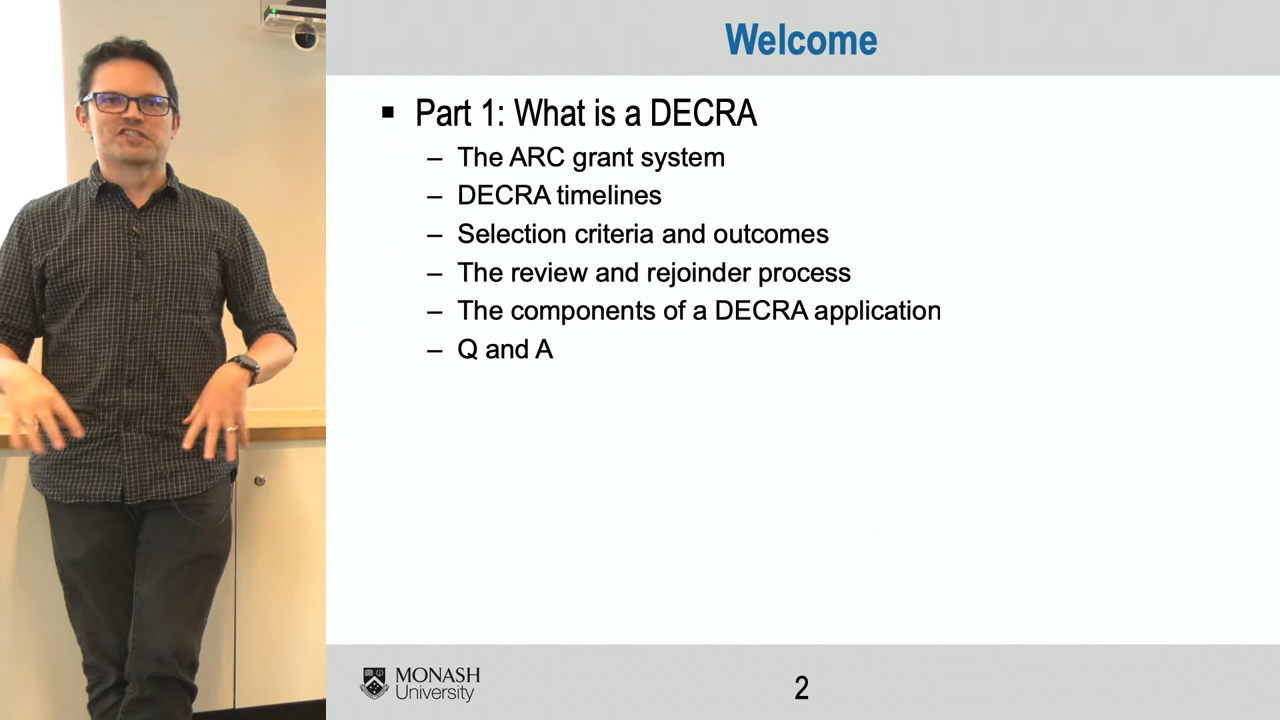 Welcome
▪ Part 1: What is a DECRA
– The ARC grant system
– DECRA timelines
– Selection criteria and outcomes
– The review and rejoinder process
– The components of a DECRA application
– Q and A
MONASH
University
2